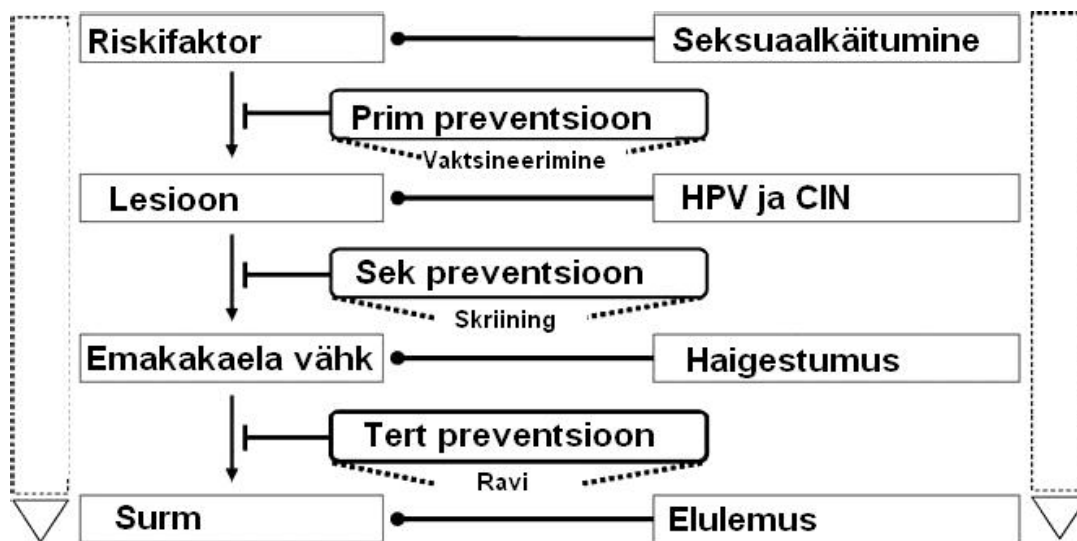 Riskifaktor
Seksuaalkäitumine
Prim preventsioon
Vaktsineerimine
Lesioon
HPV ja CIN
Sek preventsioon
Skriining
Emakakaela vähk
Haigestumus
Tert preventsioon
Ravi
Surm
Elulemus